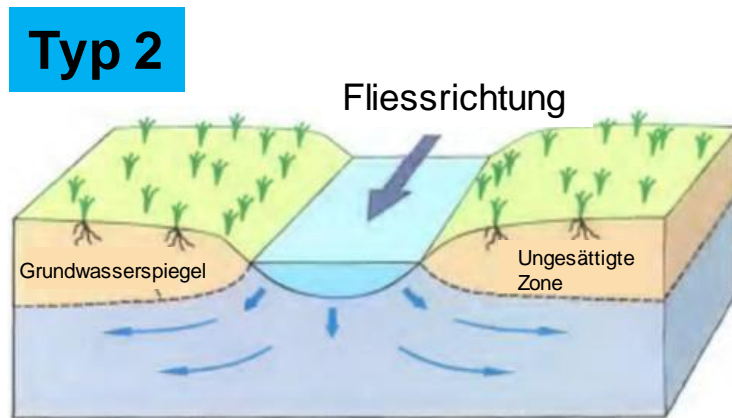 Typ 2
Fliessrichtung
Grundwasserspiegel
Ungesättigte
Zone